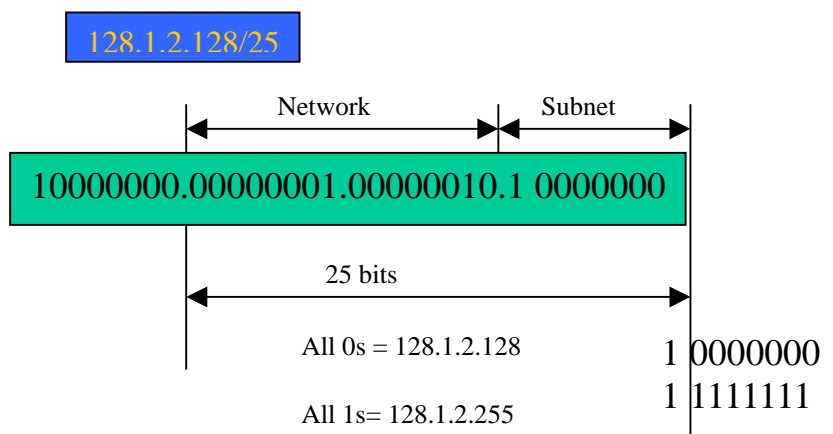 128.1.2.128/25
Network Subnet
10000000.00000001.00000010.1 0000000
25 bits
All 0s = 128.1.2.128
1 0000000
1 1111111
All 1s= 128.1.2.255